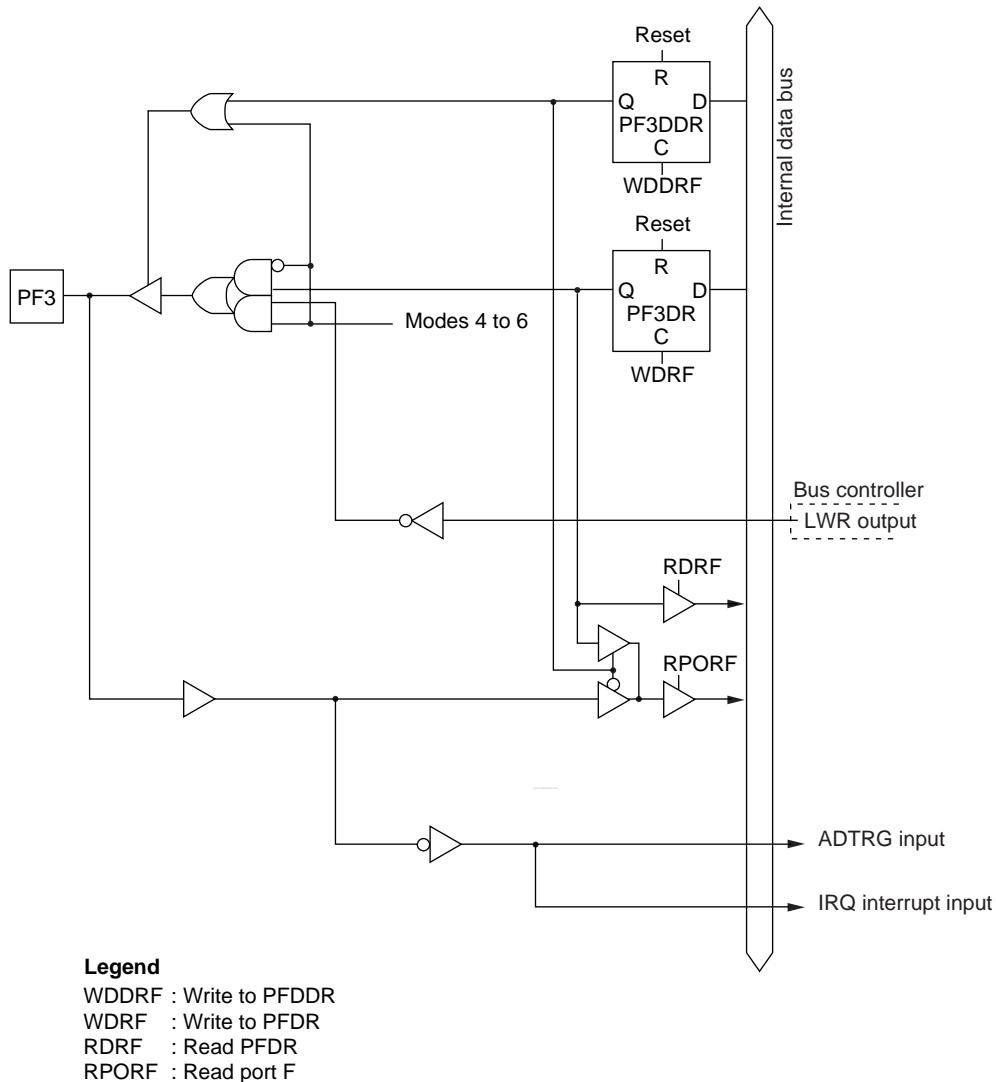 Reset
R
Q D
PF3DDR
C
WDDRF
Internal data bus
Reset
R
Q D
PF3DR
C
WDRF
PF3
Modes 4 to 6
Bus controller
LWR output
RDRF
RPORF
ADTRG input
IRQ interrupt input
Legend
WDDRF : Write to PFDDR
WDRF : Write to PFDR
RDRF : Read PFDR
RPORF : Read port F